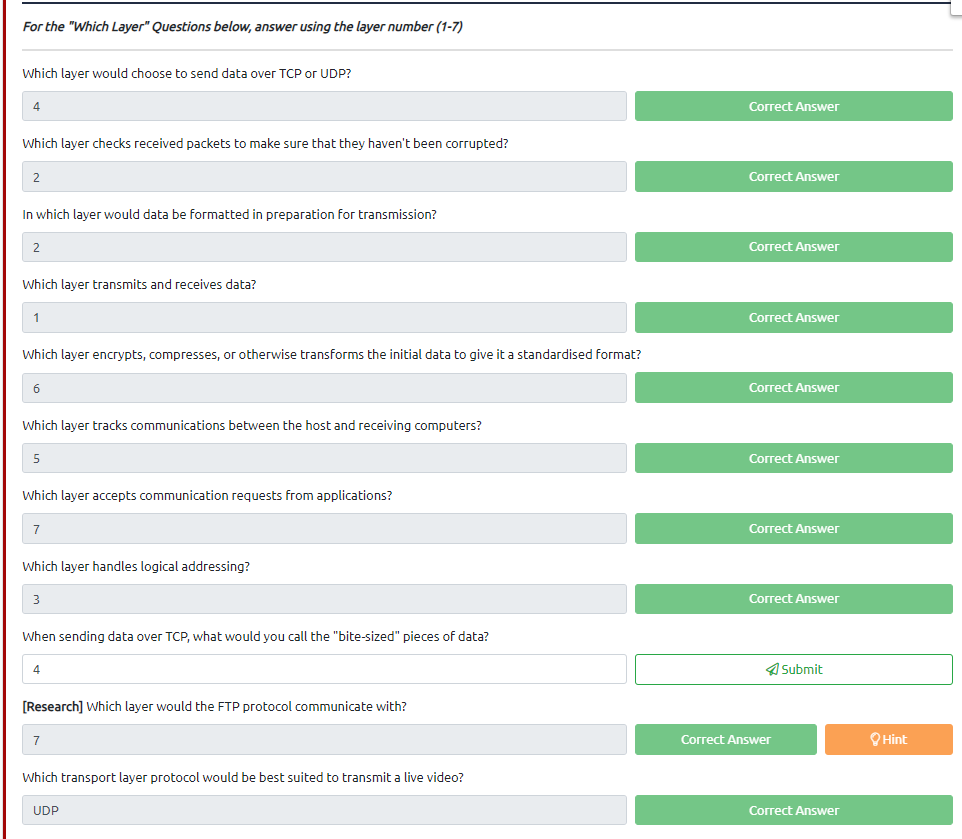 For the "Which Layer" Questions below, answer using the layer number (1-7)
Which layer would choose to send data over TCP or UDP?
4 Correct Answer
Which layer checks received packets to make sure that they haven't been corrupted?
2 Correct Answer
In which layer would data be formatted in preparation for transmission?
2 Correct Answer
Which layer transmits and receives data?
1 Correct Answer
Which layer encrypts, compresses, or otherwise transforms the initial data to give it a standardised format?
6 Correct Answer
Which layer tracks communications between the host and receiving computers?
5 Correct Answer
Which layer accepts communication requests from applications?
7 Correct Answer
Which layer handles logical addressing?
3 Correct Answer
When sending data over TCP, what would you call the "bite-sized" pieces of data?
4 Submit
[Research] Which layer would the FTP protocol communicate with?
7 Correct Answer Hint
Which transport layer protocol would be best suited to transmit a live video?
UDP Correct Answer